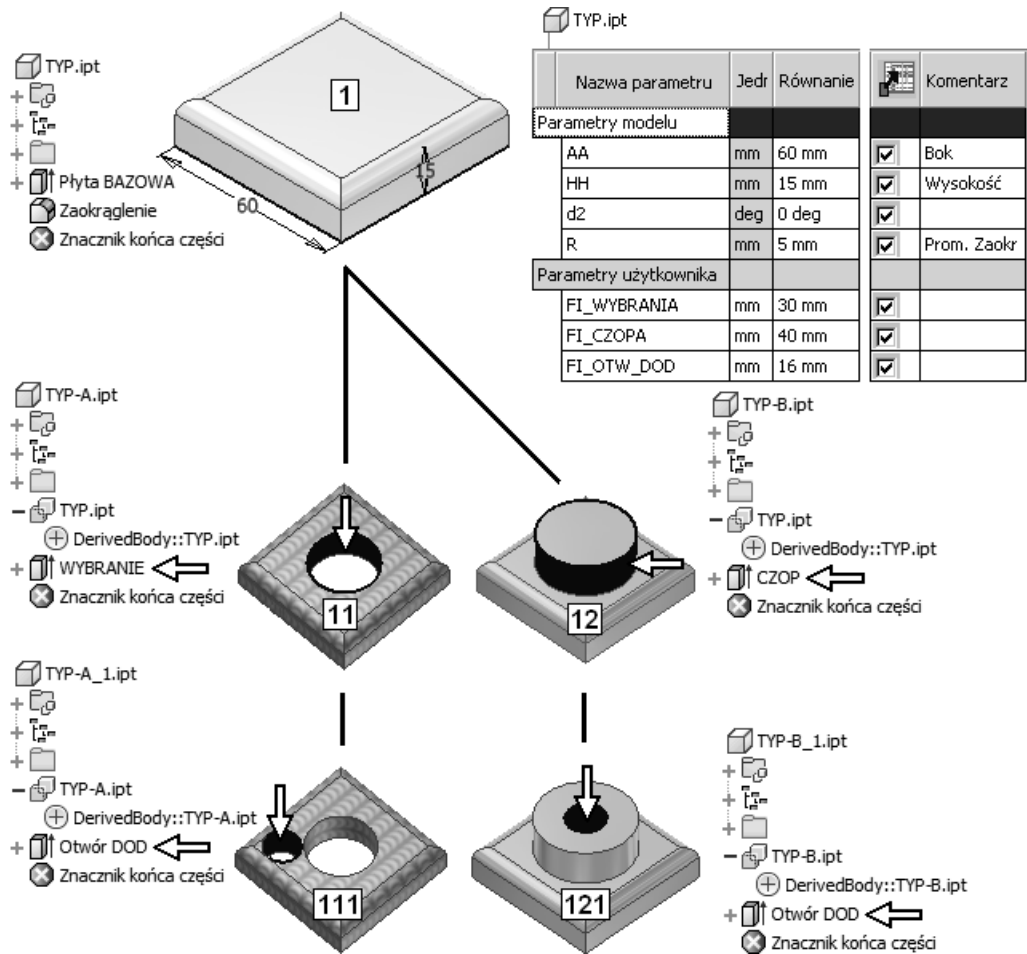 TYP.ipt
Płyta BAZOWA
Zaokrąglenie
Znacznik końca części
1
15
60
TYP.ipt
Nazwa parametru Jedr Równanie Komentarz
Parametry modelu
AA mm 60 mm Bok
HH mm 15 mm Wysokość
d2 deg 0 deg
R mm 5 mm Prom. Zaokr
Parametry użytkownika
FI_WYBRANIA mm 30 mm
FI_CZOPA mm 40 mm
FI_OTW_DOD mm 16 mm
TYP-A.ipt
TYP.ipt
DerivedBody::TYP.ipt
WYBRANIE
Znacznik końca części
11
12
TYP-B.ipt
TYP.ipt
DerivedBody::TYP.ipt
CZOP
Znacznik końca części
TYP-A_1.ipt
TYP-A.ipt
DerivedBody::TYP-A.ipt
Otwór DOD
Znacznik końca części
111
121
TYP-B_1.ipt
TYP-B.ipt
DerivedBody::TYP-B.ipt
Otwór DOD
Znacznik końca części